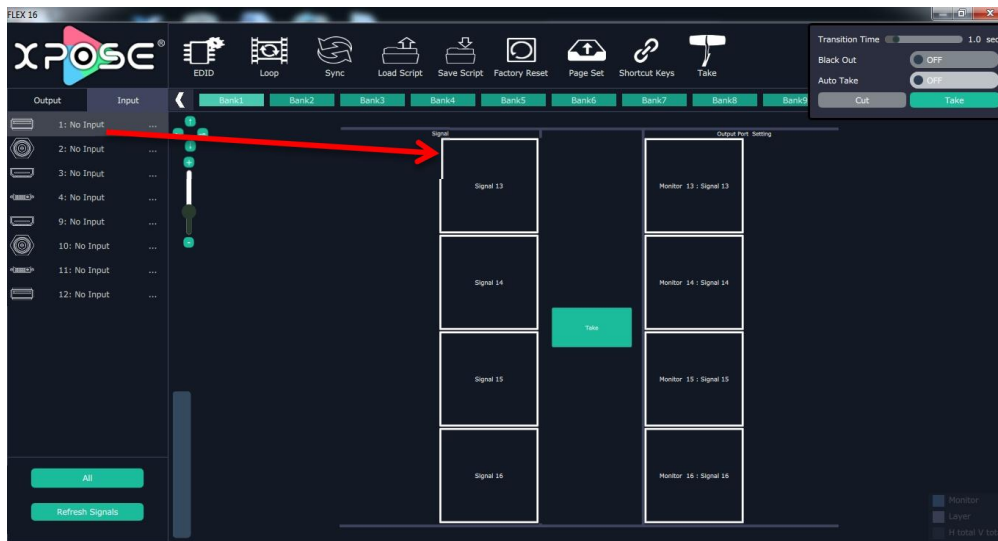 FLEX 16
XPOSE®
EDID
Loop
Sync
Load Script
Save Script
Factory Reset
Page Set
Shortcut Keys
Take
Transition Time
1.0 sec
Black Out
OFF
Auto Take
OFF
Cut
Take
Output
Input
Bank1
Bank2
Bank3
Bank4
Bank5
Bank6
Bank7
Bank8
Bank9
1: No Input ...
2: No Input ...
3: No Input ...
4: No Input ...
9: No Input ...
10: No Input ...
11: No Input ...
12: No Input ...
All
Refresh Signals
Signal
Output Port Setting
Signal 13
Monitor 13 : Signal 13
Signal 14
Monitor 14 : Signal 14
Take
Signal 15
Monitor 15 : Signal 15
Signal 16
Monitor 16 : Signal 16
Monitor
Layer
H total V tot